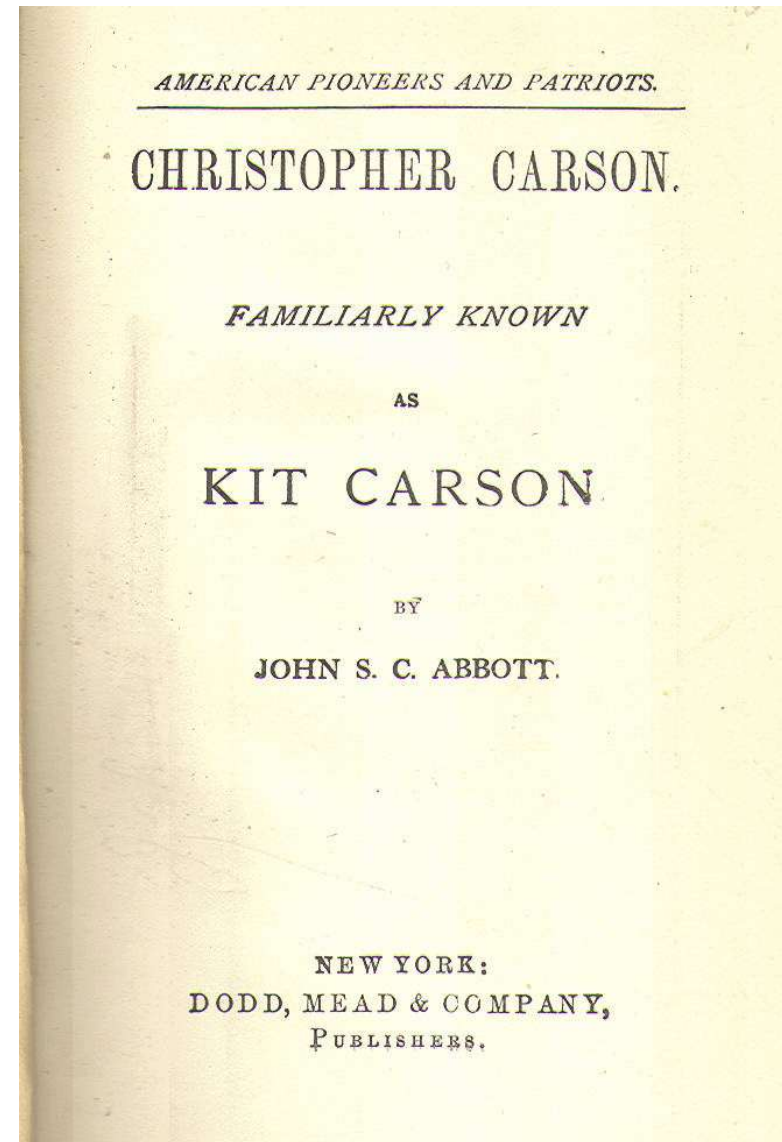 AMERICAN PIONEERS AND PATRIOTS.
CHRISTOPHER CARSON.
FAMILIARLY KNOWN
AS
KIT CARSON
BY
JOHN S. C. ABBOTT.
NEW YORK:
DODD, MEAD & COMPANY,
PUBLISHERS.